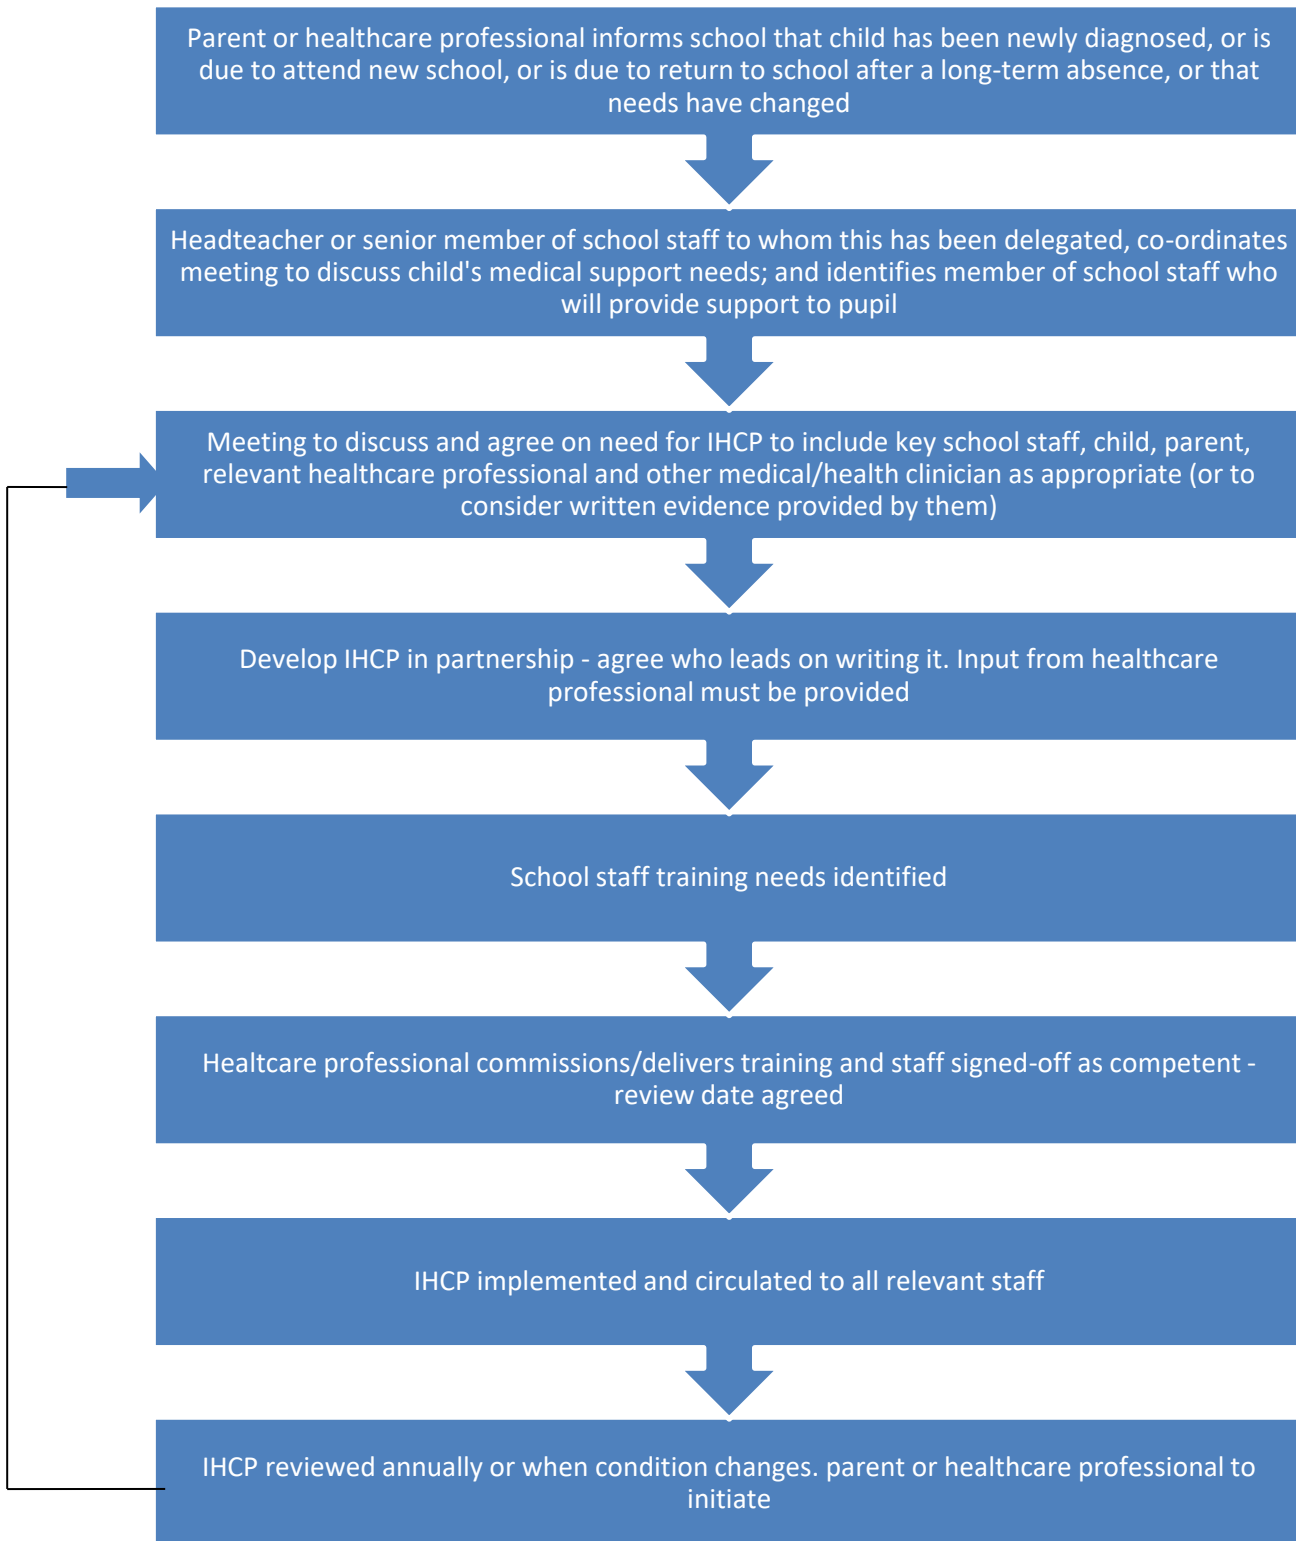 Parent or healthcare professional informs school that child has been newly diagnosed, or is
due to attend new school, or is due to return to school after a long-term absence, or that
needs have changed
Headteacher or senior member of school staff to whom this has been delegated, co-ordinates
meeting to discuss child's medical support needs; and identifies member of school staff who
will provide support to pupil
Meeting to discuss and agree on need for IHCP to include key school staff, child, parent,
relevant healthcare professional and other medical/health clinician as appropriate (or to
consider written evidence provided by them)
Develop IHCP in partnership - agree who leads on writing it. Input from healthcare
professional must be provided
School staff training needs identified
Healtcare professional commissions/delivers training and staff signed-off as competent -
review date agreed
IHCP implemented and circulated to all relevant staff
IHCP reviewed annually or when condition changes. parent or healthcare professional to
initiate